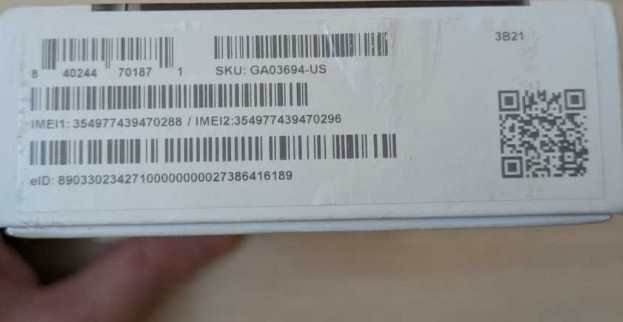 3B21
8 40244 70187 1
SKU: GA03694-US
IMEI1: 354977439470288 / IMEI2:354977439470296
eID: 89033023427100000000027386416189